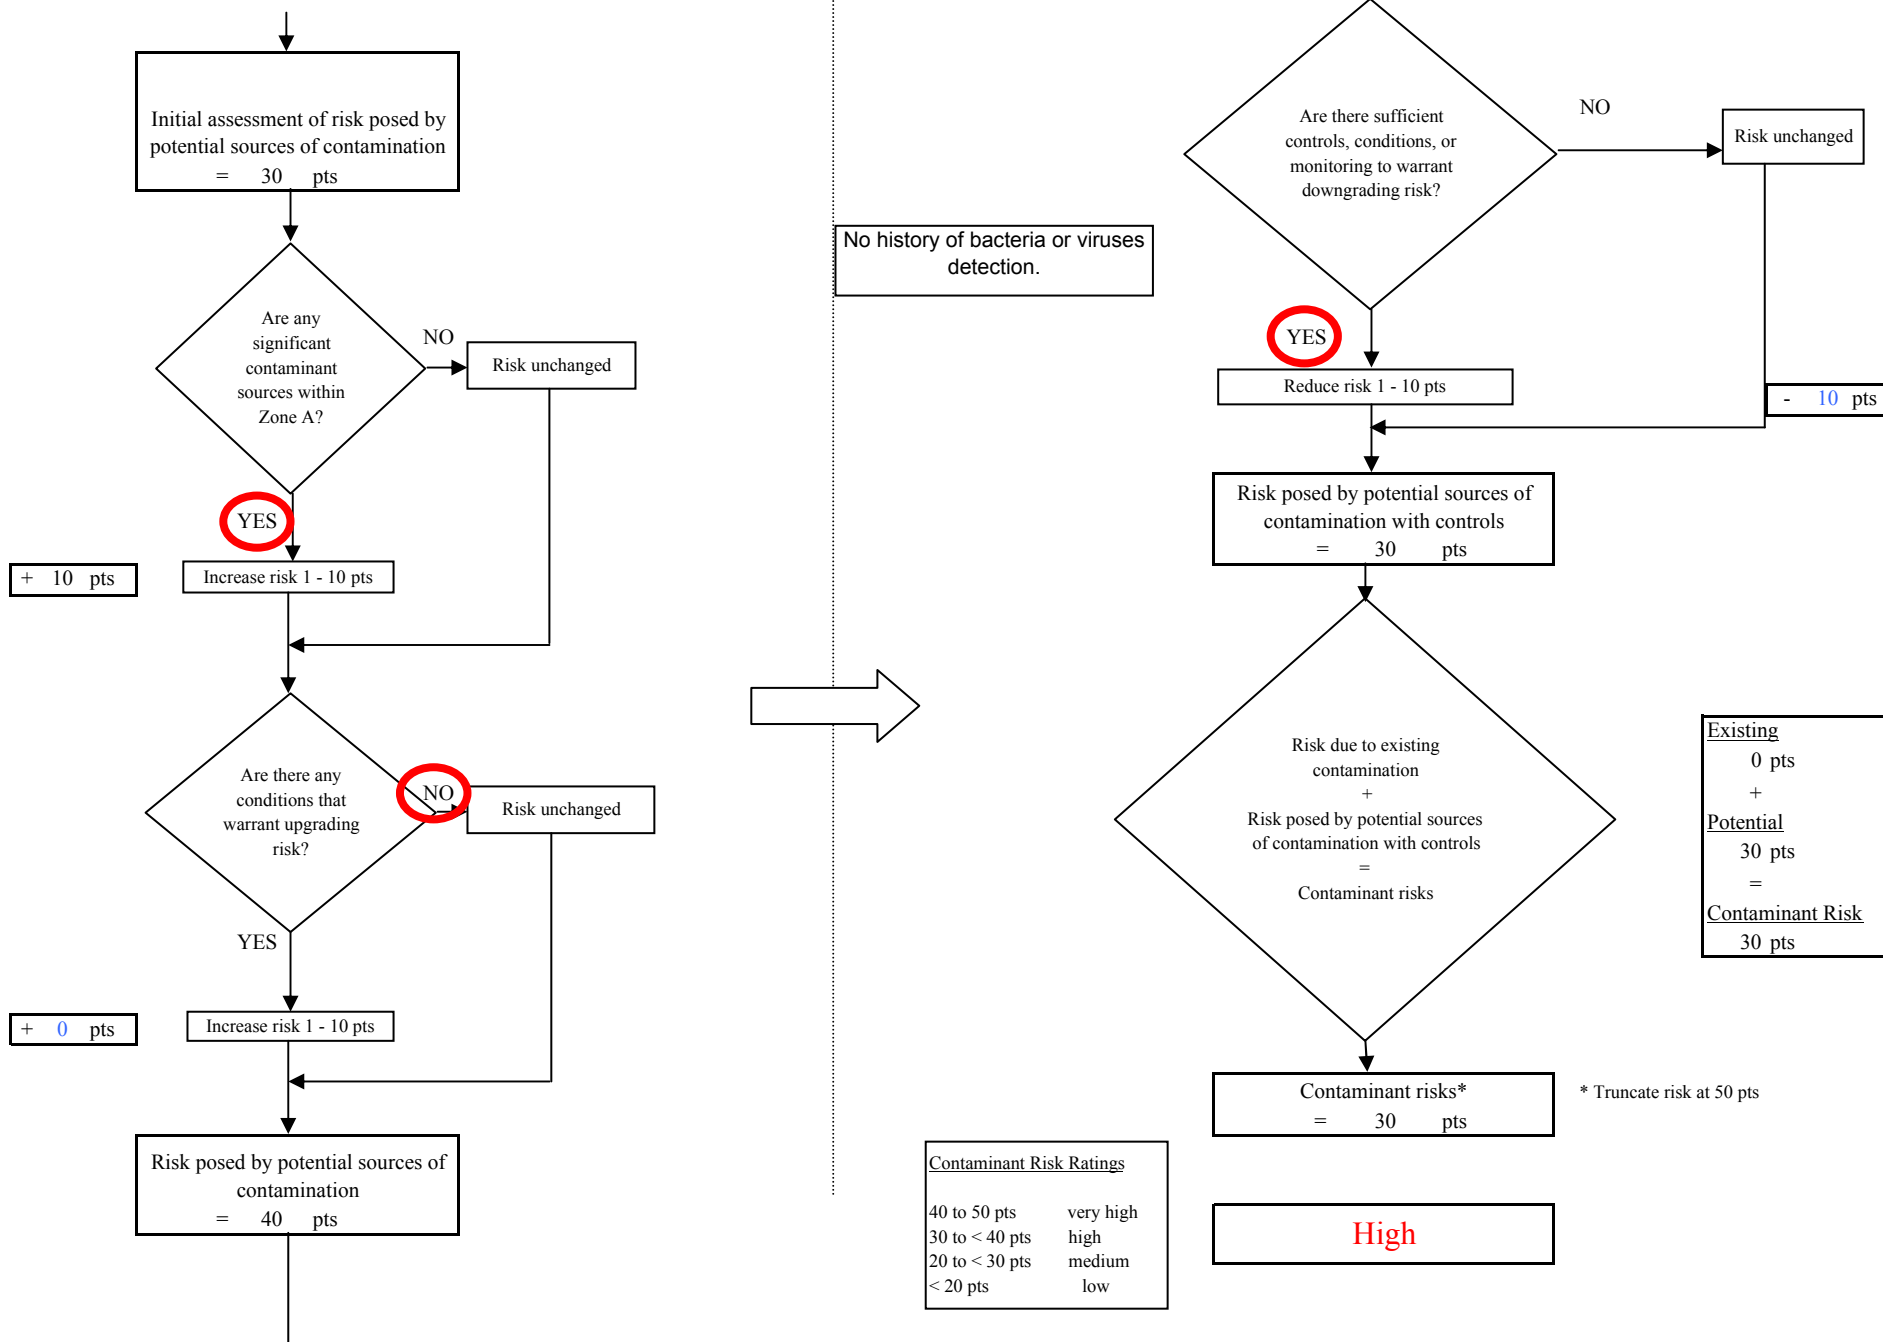 Initial assessment of risk posed by
potential sources of contamination
= 30 pts
Are any
significant
contaminant
sources within
Zone A?
NO
Risk unchanged
YES
+ 10 pts
Increase risk 1 - 10 pts
Are there any
conditions that
warrant upgrading
risk?
NO
Risk unchanged
YES
+ 0 pts
Increase risk 1 - 10 pts
Risk posed by potential sources of
contamination
= 40 pts
Are there sufficient
controls, conditions, or
monitoring to warrant
downgrading risk?
NO
Risk unchanged
No history of bacteria or viruses
detection.
YES
Reduce risk 1 - 10 pts
- 10 pts
Risk posed by potential sources of
contamination with controls
= 30 pts
Risk due to existing
contamination
+
Risk posed by potential sources
of contamination with controls
=
Contaminant risks
Existing
0 pts
+
Potential
30 pts
=
Contaminant Risk
30 pts
Contaminant risks*
= 30 pts
* Truncate risk at 50 pts
Contaminant Risk Ratings
40 to 50 pts very high
30 to < 40 pts high
20 to < 30 pts medium
< 20 pts low
High